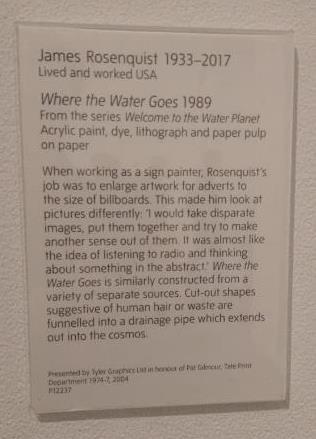 James Rosenquist 1933–2017
Lived and worked USA
Where the Water Goes 1989
From the series Welcome to the Water Planet
Acrylic paint, dye, lithograph and paper pulp
on paper
When working as a sign painter, Rosenquist's
job was to enlarge artwork for adverts to
the size of billboards. This made him look at
pictures differently: 'I would take disparate
images, put them together and try to make
another sense out of them. It was almost like
the idea of listening to radio and thinking
about something in the abstract.' Where the
Water Goes is similarly constructed from a
variety of separate sources. Cut-out shapes
suggestive of human hair or waste are
funnelled into a drainage pipe which extends
out into the cosmos.
Presented by Tyler Graphics Ltd in honour of Pat Gilmour, Tate Print
Department 1974-7, 2004
P12237